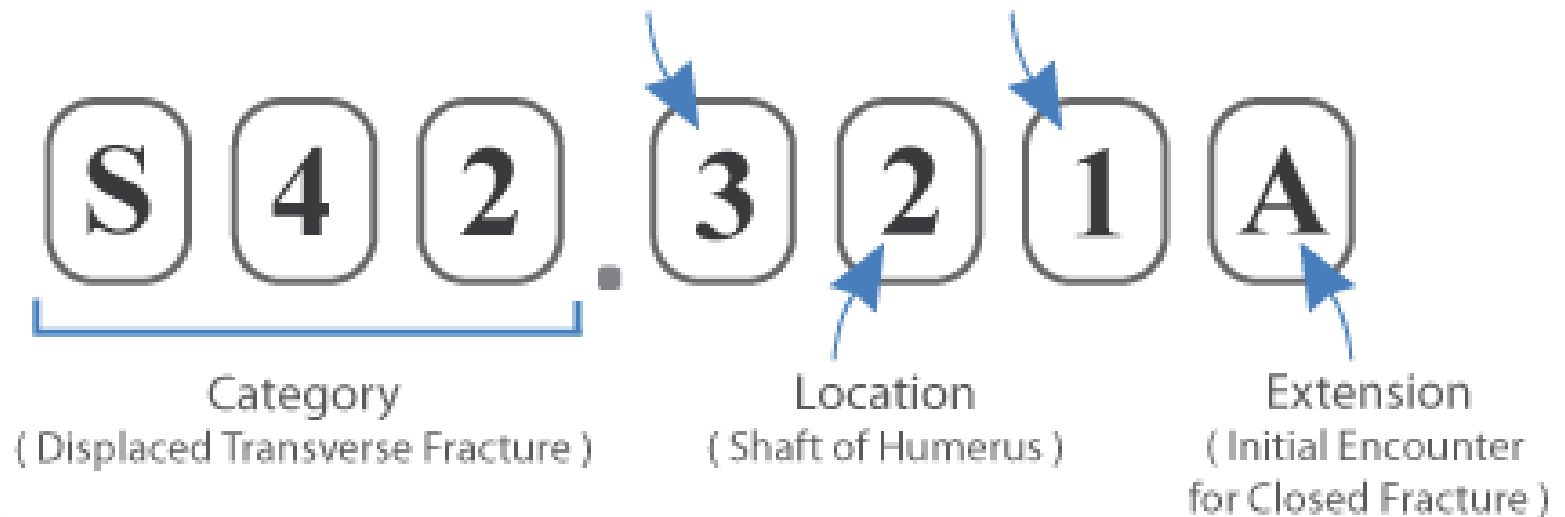 S42.321A
Category Location Extension
( Displaced Transverse Fracture ) ( Shaft of Humerus ) ( Initial Encounter
for Closed Fracture )